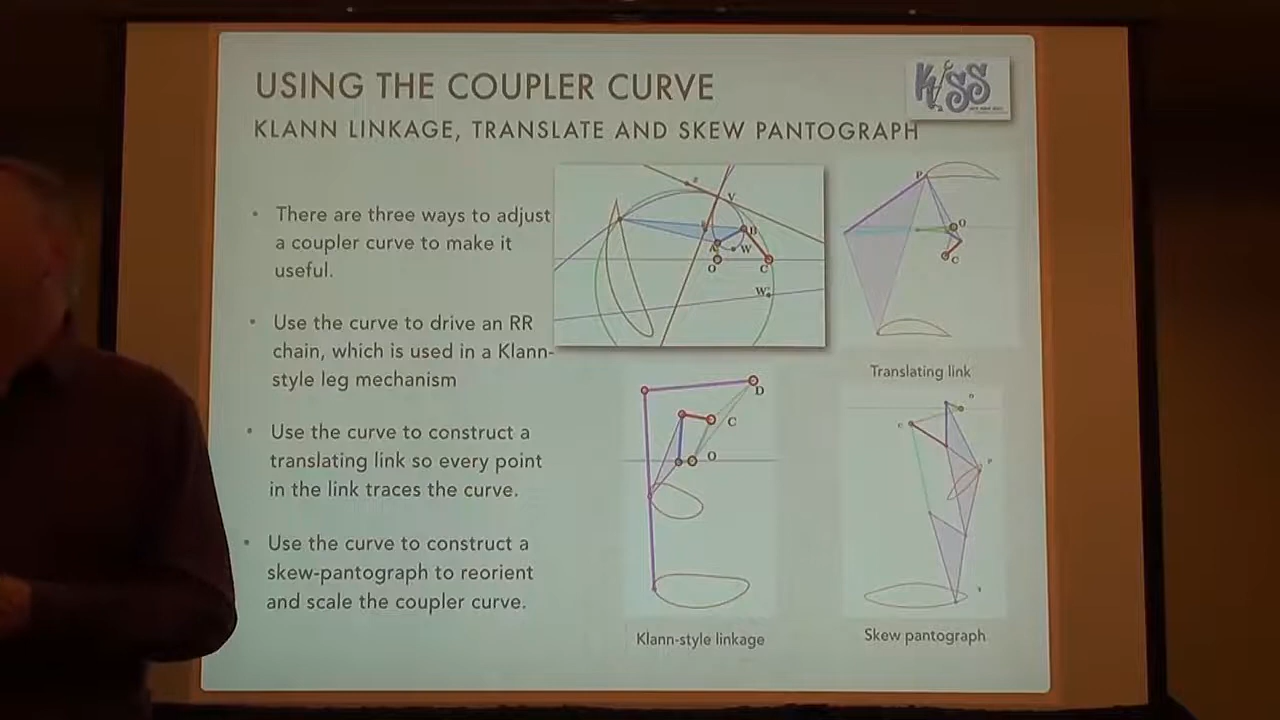 USING THE COUPLER CURVE
KISS
KLANN LINKAGE, TRANSLATE AND SKEW PANTOGRAPH
• There are three ways to adjust
a coupler curve to make it
useful.
• Use the curve to drive an RR
chain, which is used in a Klann-
style leg mechanism
• Use the curve to construct a
translating link so every point
in the link traces the curve.
• Use the curve to construct a
skew-pantograph to reorient
and scale the coupler curve.
V
B
A
W
O
C
W
P
O
C
Translating link
D
C
O
Klann-style linkage
P
Skew pantograph